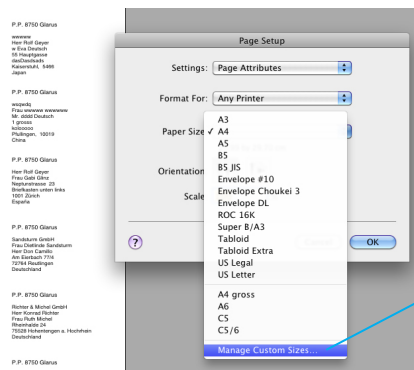 P.P. 8750 Glarus
wwwww
Herr Rolf Geyer
w Eva Deutsch
55 Hauptgasse
dasDasdsads
Kaiserstuhl, 5466
Japan
P.P. 8750 Glarus
wsqedq
Frau wwwwww wwwwwww
Mr. dddd Deutsch
1 gross
kolooooo
Pfullingen, 10019
China
P.P. 8750 Glarus
Herr Rolf Geyer
Frau Gabi Glinz
Neptunstrasse 23
Briefkasten unten links
1001 Zürich
España
P.P. 8750 Glarus
Sandsturm GmbH
Frau Dietlinde Sandsturm
Herr Don Camillo
Am Eierbach 77/4
72764 Reutlingen
Deutschland
P.P. 8750 Glarus
Richter & Michel GmbH
Herr Konrad Richter
Frau Ruth Michel
Rheinhalde 24
79528 Hohentengen a. Hochrhein
Deutschland
P.P. 8750 Glarus
Page Setup
Settings: Page Attributes
Format For: Any Printer
Paper Size
✓ A4
Orientation
Scale
A3
A5
B5
B5 JIS
Envelope #10
Envelope Choukei 3
Envelope DL
ROC 16K
Super B/A3
Tabloid
Tabloid Extra
US Legal
US Letter
A4 gross
A6
C5
C5/6
Manage Custom Sizes...
?
OK